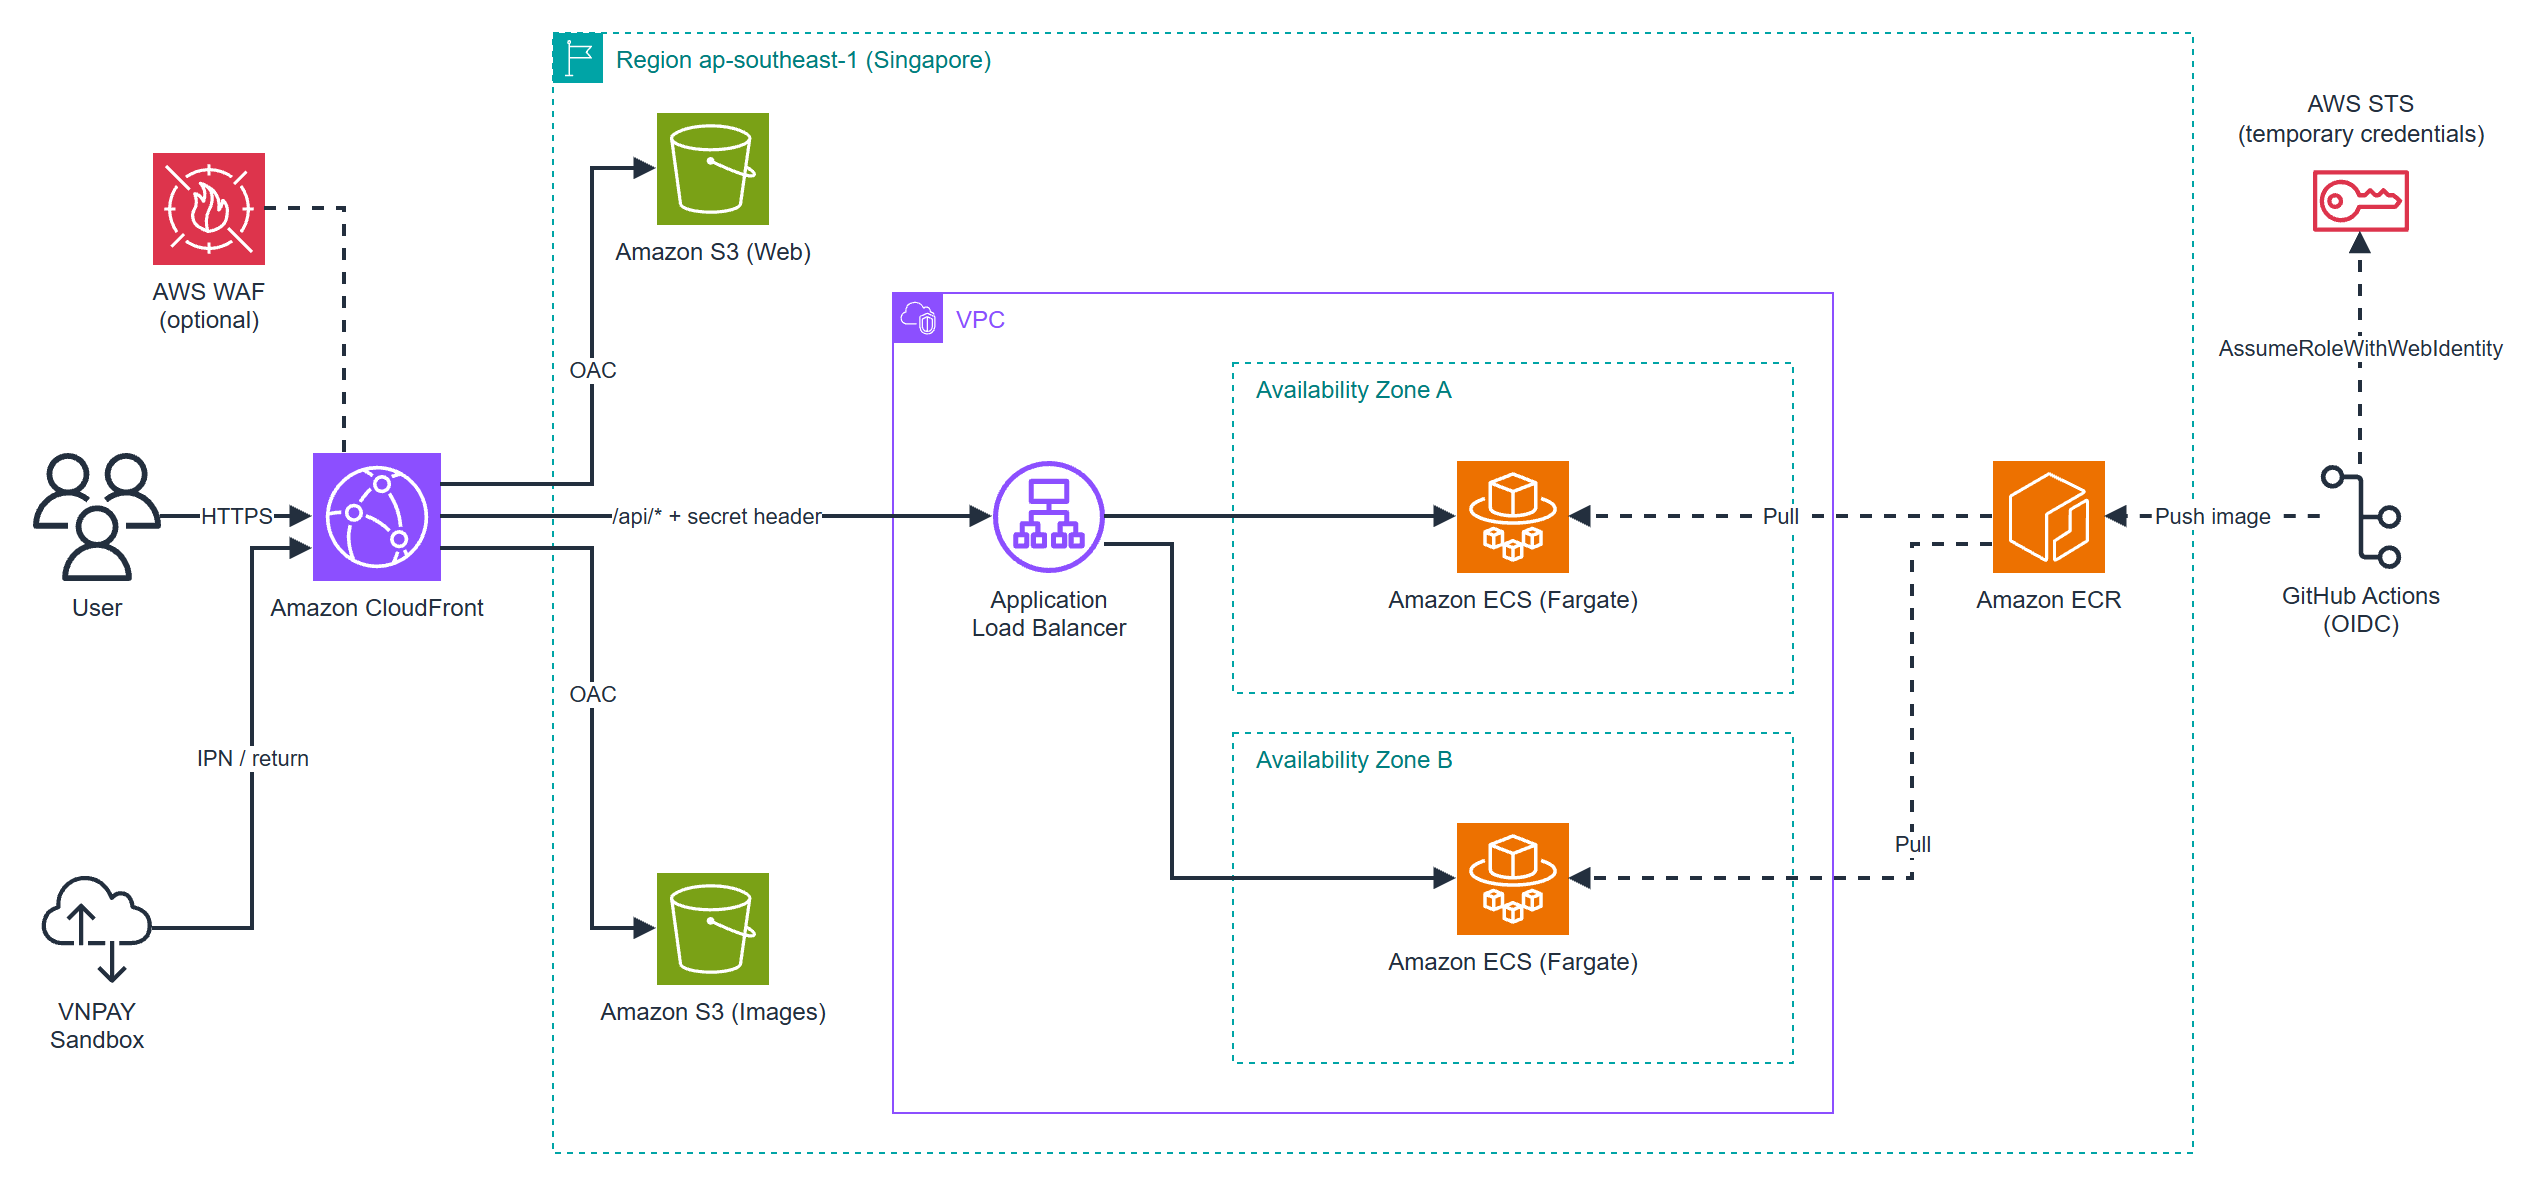 Region ap-southeast-1 (Singapore)
AWS STS
(temporary credentials)
Amazon S3 (Web)
AWS WAF
(optional)
VPC
AssumeRoleWithWebIdentity
OAC
Availability Zone A
HTTPS
/api/* + secret header
Pull
Push image
User
Amazon CloudFront
Application
Load Balancer
Amazon ECS (Fargate)
Amazon ECR
GitHub Actions
(OIDC)
OAC
IPN / return
Availability Zone B
Pull
Amazon ECS (Fargate)
VNPAY
Sandbox
Amazon S3 (Images)